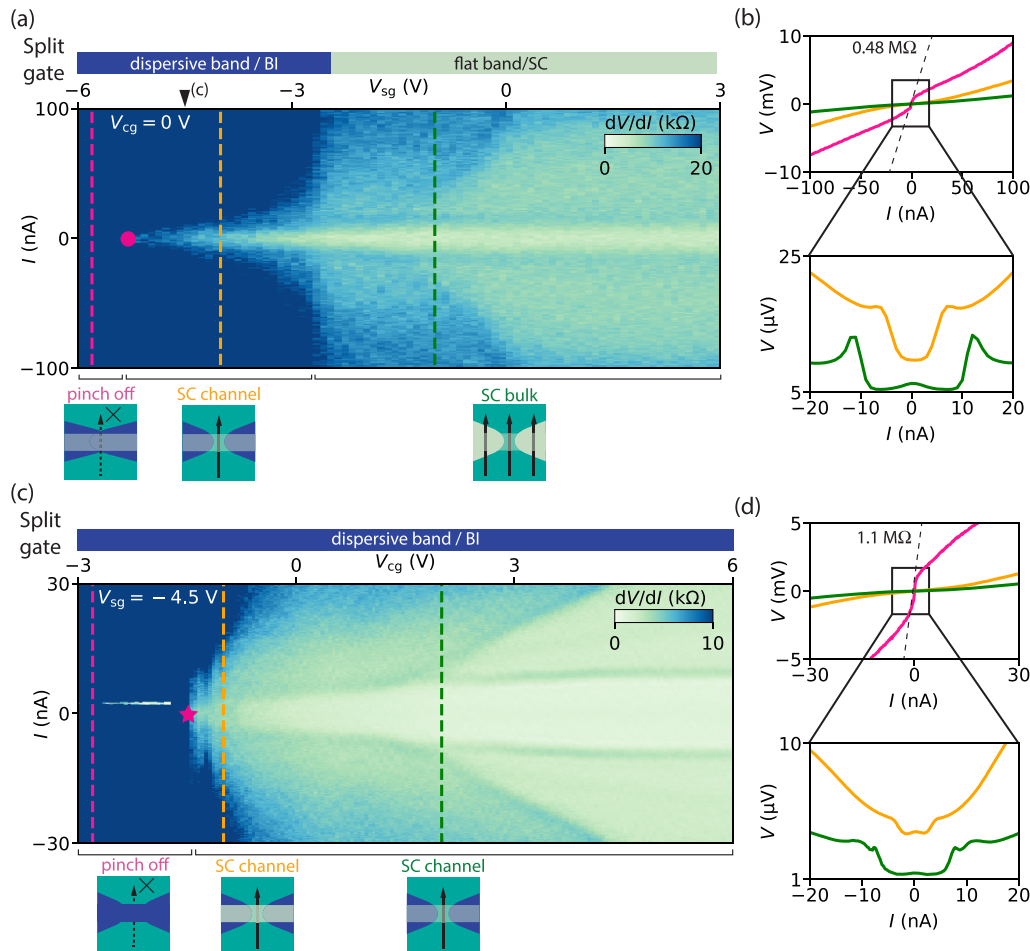 (a)
Split gate
dispersive band / BI
flat band/SC
−6
(c)
−3
Vsg (V)
0
3
100
0
−100
I (nA)
Vcg = 0 V
dV/dI (kΩ)
0
20
pinch off
SC channel
SC bulk
(b)
10
0
−10
V (mV)
0.48 MΩ
−100
−50
0
50
100
I (nA)
25
5
V (µV)
−20
−10
0
10
20
I (nA)
(c)
Split gate
dispersive band / BI
−3
0
Vcg (V)
3
6
30
0
−30
I (nA)
Vsg = −4.5 V
dV/dI (kΩ)
0
10
pinch off
SC channel
SC channel
(d)
5
0
−5
V (mV)
1.1 MΩ
−30
0
30
I (nA)
10
1
V (µV)
−20
−10
0
10
20
I (nA)